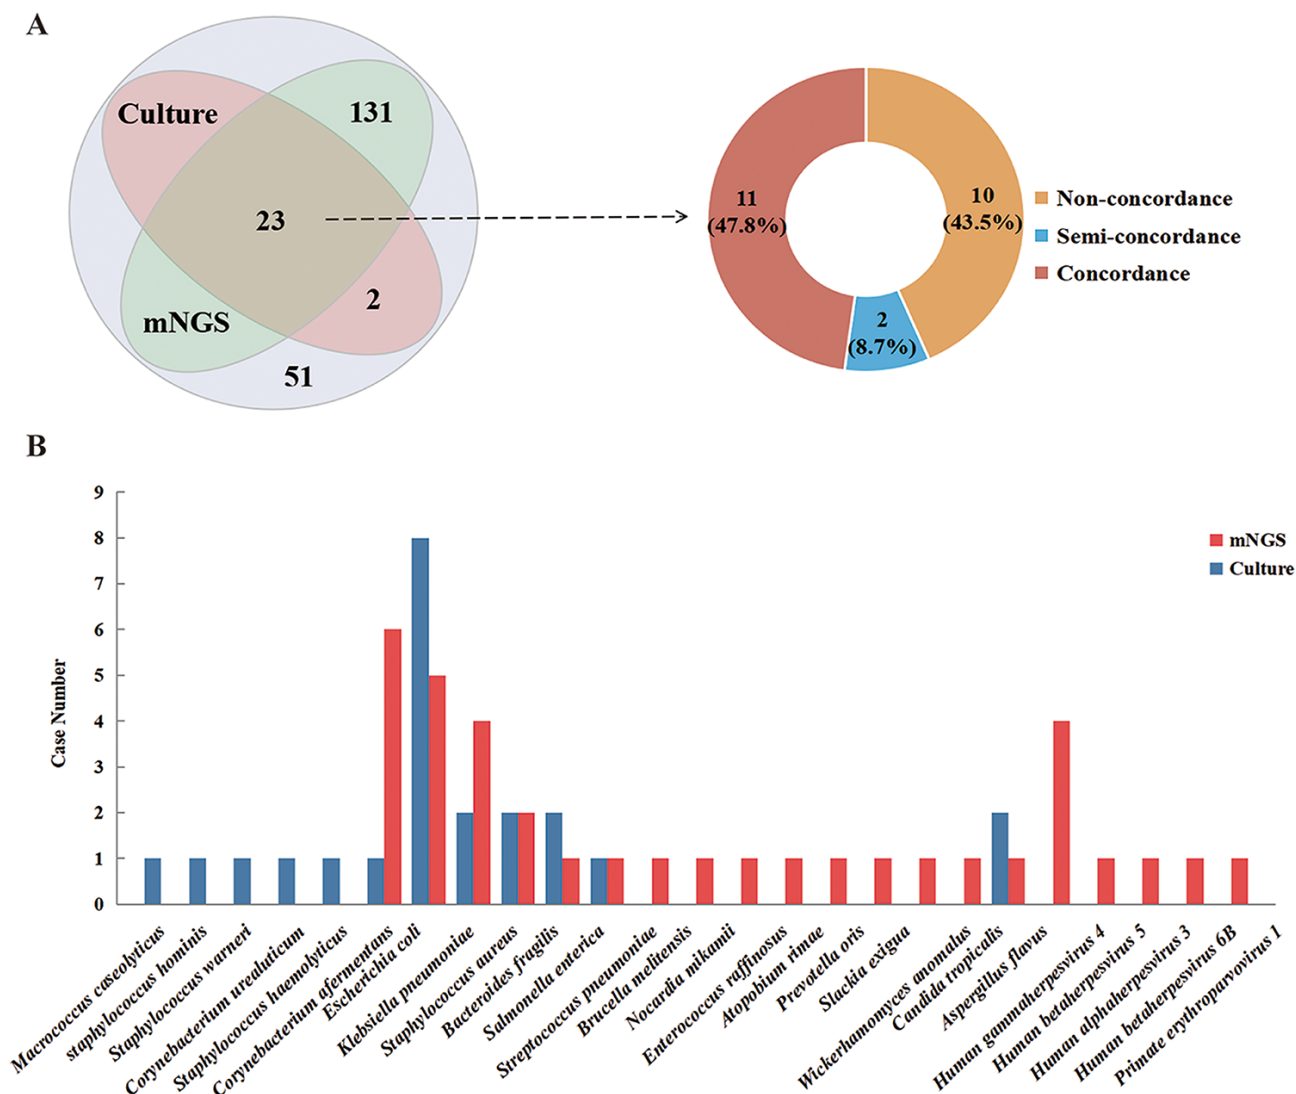 A
Culture
131
23
mNGS
2
51
11
(47.8%)
10
(43.5%)
2
(8.7%)
Non-concordance
Semi-concordance
Concordance
B
9
8
7
6
5
4
3
2
1
0
Case Number
mNGS
Culture
Macrococcus caseolyticus
staphylococcus hominis
Staphylococcus warneri
Corynebacterium urealuticum
Staphylococcus haemolyticus
Corynebacterium afermentans
Escherichia coli
Klebsiella pneumoniae
Staphylococcus aureus
Bacteroides fragilis
Salmonella enterica
Streptococcus pneumoniae
Brucella melitensis
Nocardia mikamii
Enterococcus raffinosus
Atopobium rimae
Prevotella oris
Slackia exigua
Wickerhamomyces anomalus
Candida tropicalis
Aspergillus flavus
Human gammaherpesvirus 4
Human betaherpesvirus 5
Human alphaherpesvirus 3
Human betaherpesvirus 6B
Primate erythroparvovirus 1